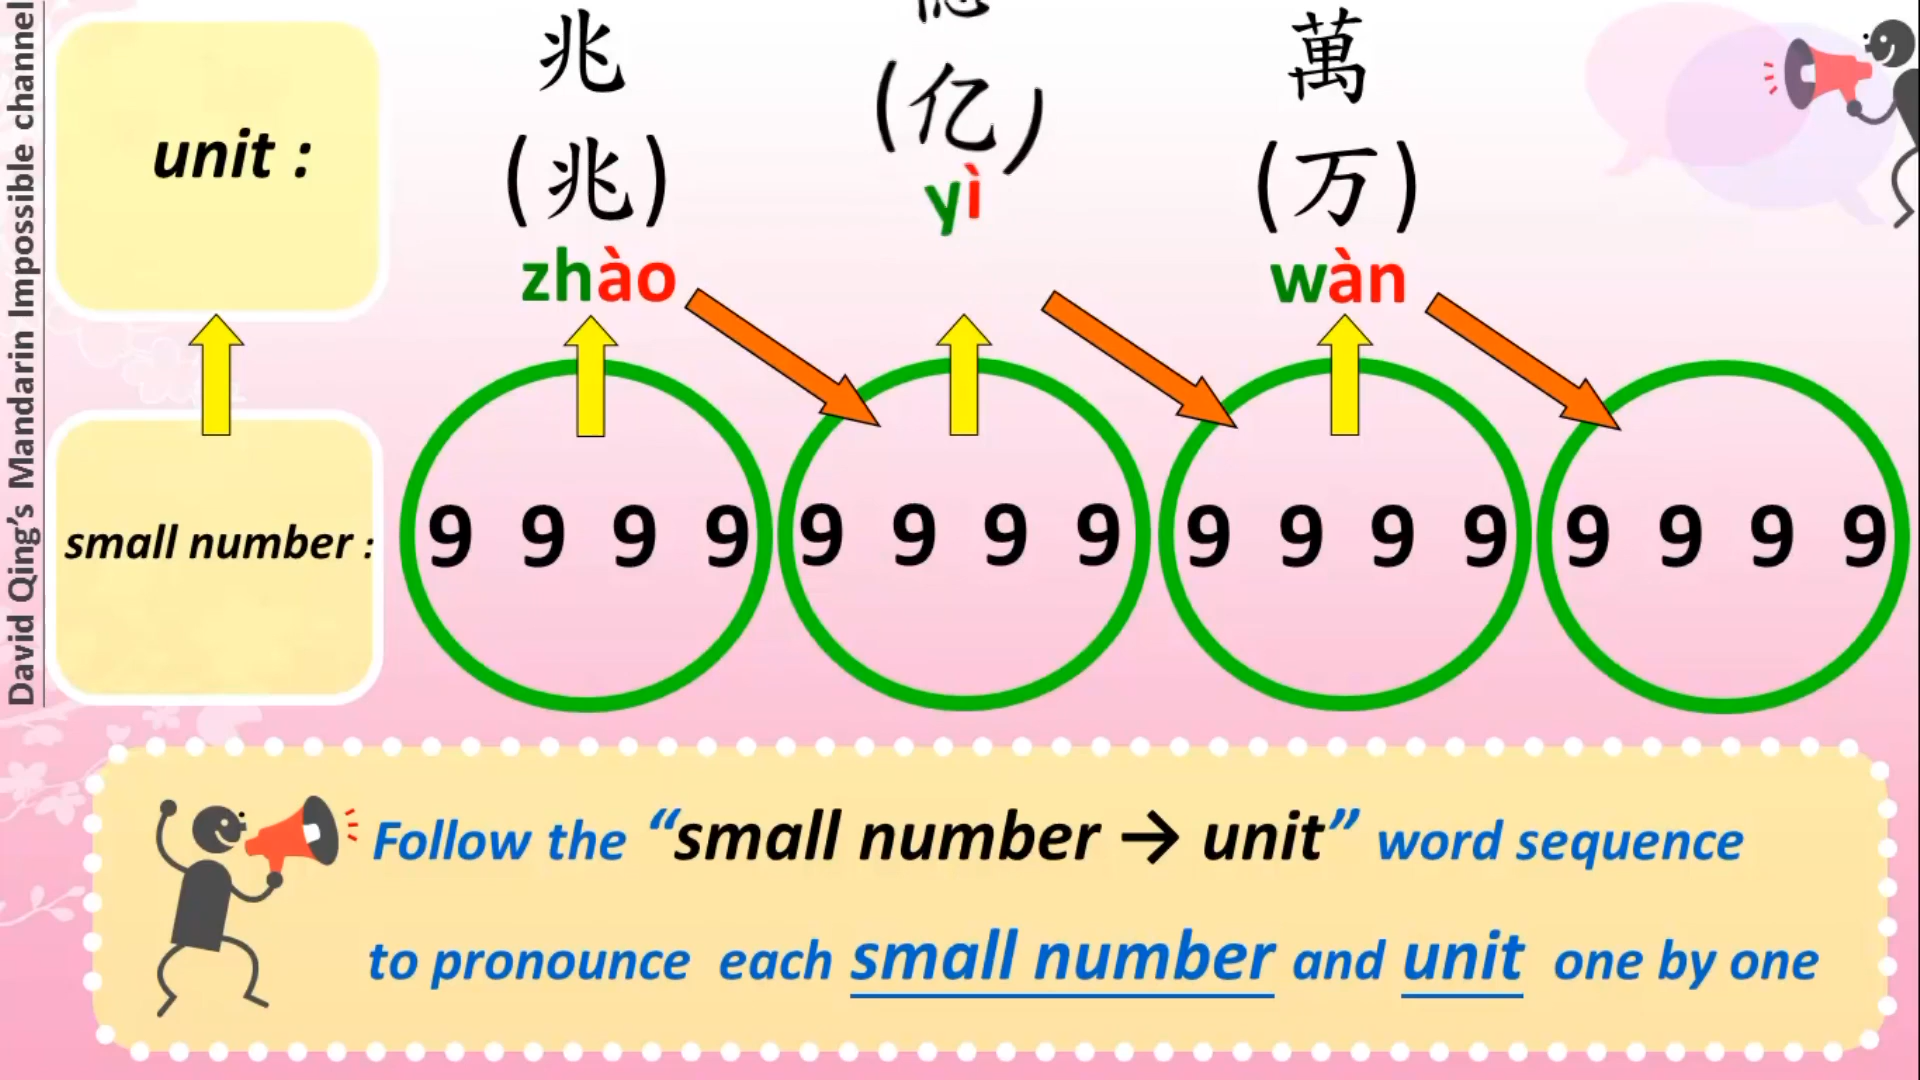 David Qing's Mandarin Impossible channel
unit :
兆
(兆)
zhào
(亿)
yì
萬
(万)
wàn
small number :
9 9 9 9
9 9 9 9
9 9 9 9
9 9 9 9
Follow the “small number → unit” word sequence
to pronounce each small number and unit one by one